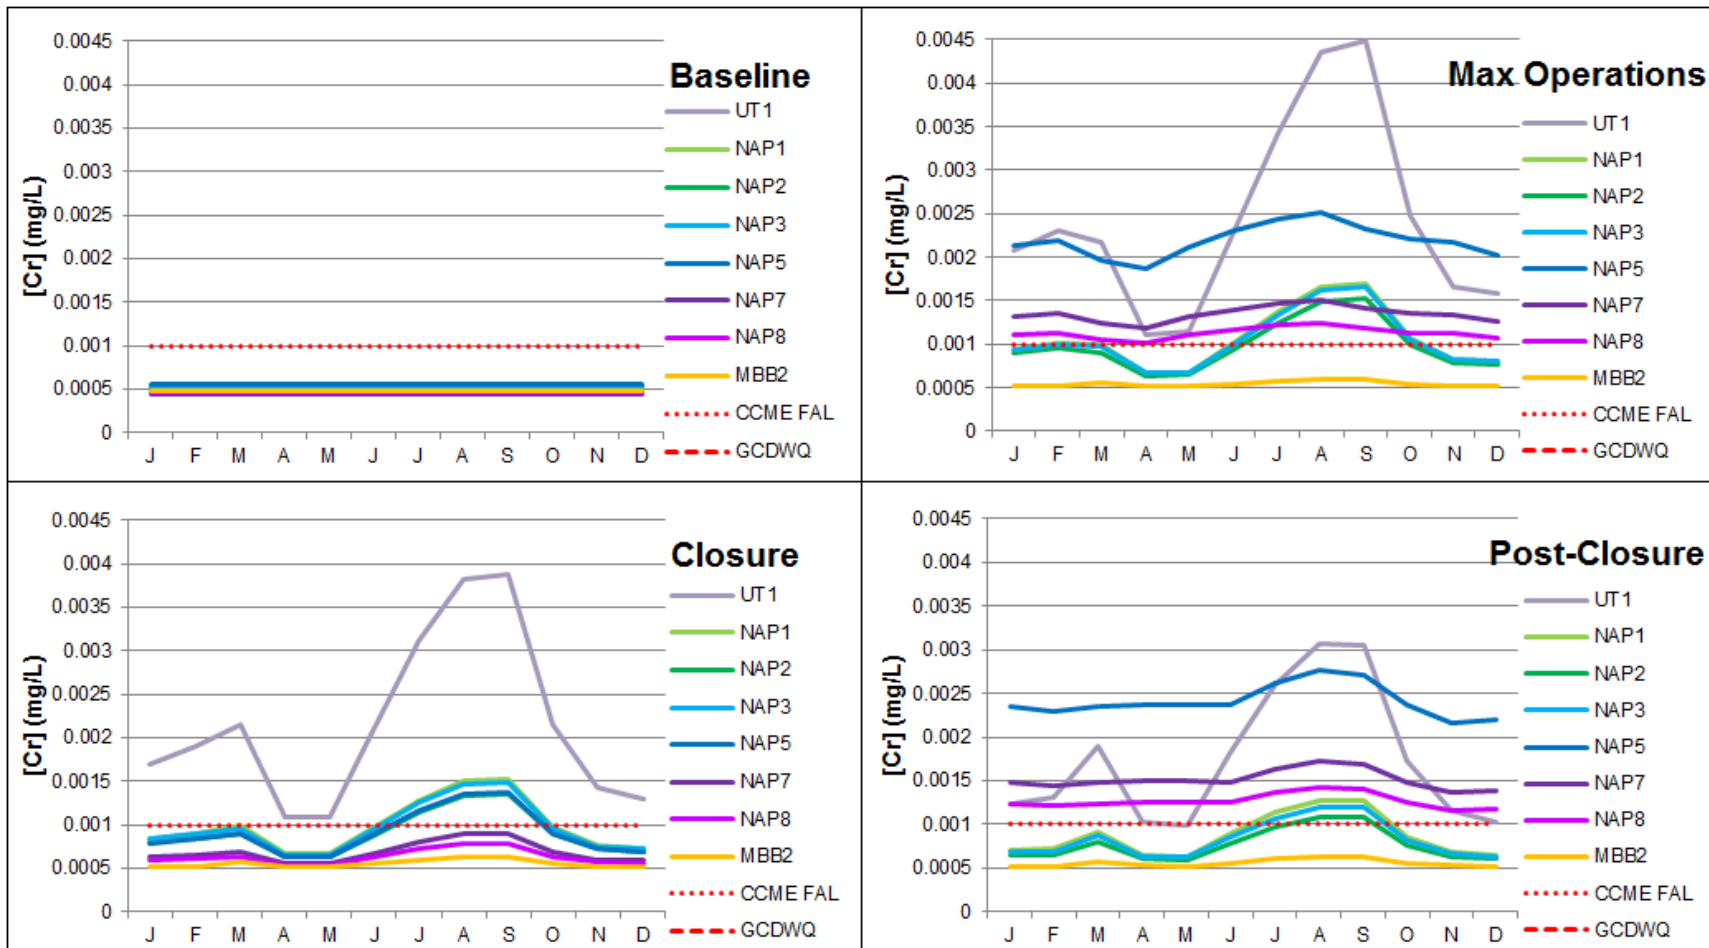 Baseline
[Cr] (mg/L)
0.0045
0.004
0.0035
0.003
0.0025
0.002
0.0015
0.001
0.0005
0
J F M A M J J A S O N D
UT1
NAP1
NAP2
NAP3
NAP5
NAP7
NAP8
MBB2
CCME FAL
GCDWQ
Max Operations
[Cr] (mg/L)
0.0045
0.004
0.0035
0.003
0.0025
0.002
0.0015
0.001
0.0005
0
J F M A M J J A S O N D
UT1
NAP1
NAP2
NAP3
NAP5
NAP7
NAP8
MBB2
CCME FAL
GCDWQ
Closure
[Cr] (mg/L)
0.0045
0.004
0.0035
0.003
0.0025
0.002
0.0015
0.001
0.0005
0
J F M A M J J A S O N D
UT1
NAP1
NAP2
NAP3
NAP5
NAP7
NAP8
MBB2
CCME FAL
GCDWQ
Post-Closure
[Cr] (mg/L)
0.0045
0.004
0.0035
0.003
0.0025
0.002
0.0015
0.001
0.0005
0
J F M A M J J A S O N D
UT1
NAP1
NAP2
NAP3
NAP5
NAP7
NAP8
MBB2
CCME FAL
GCDWQ